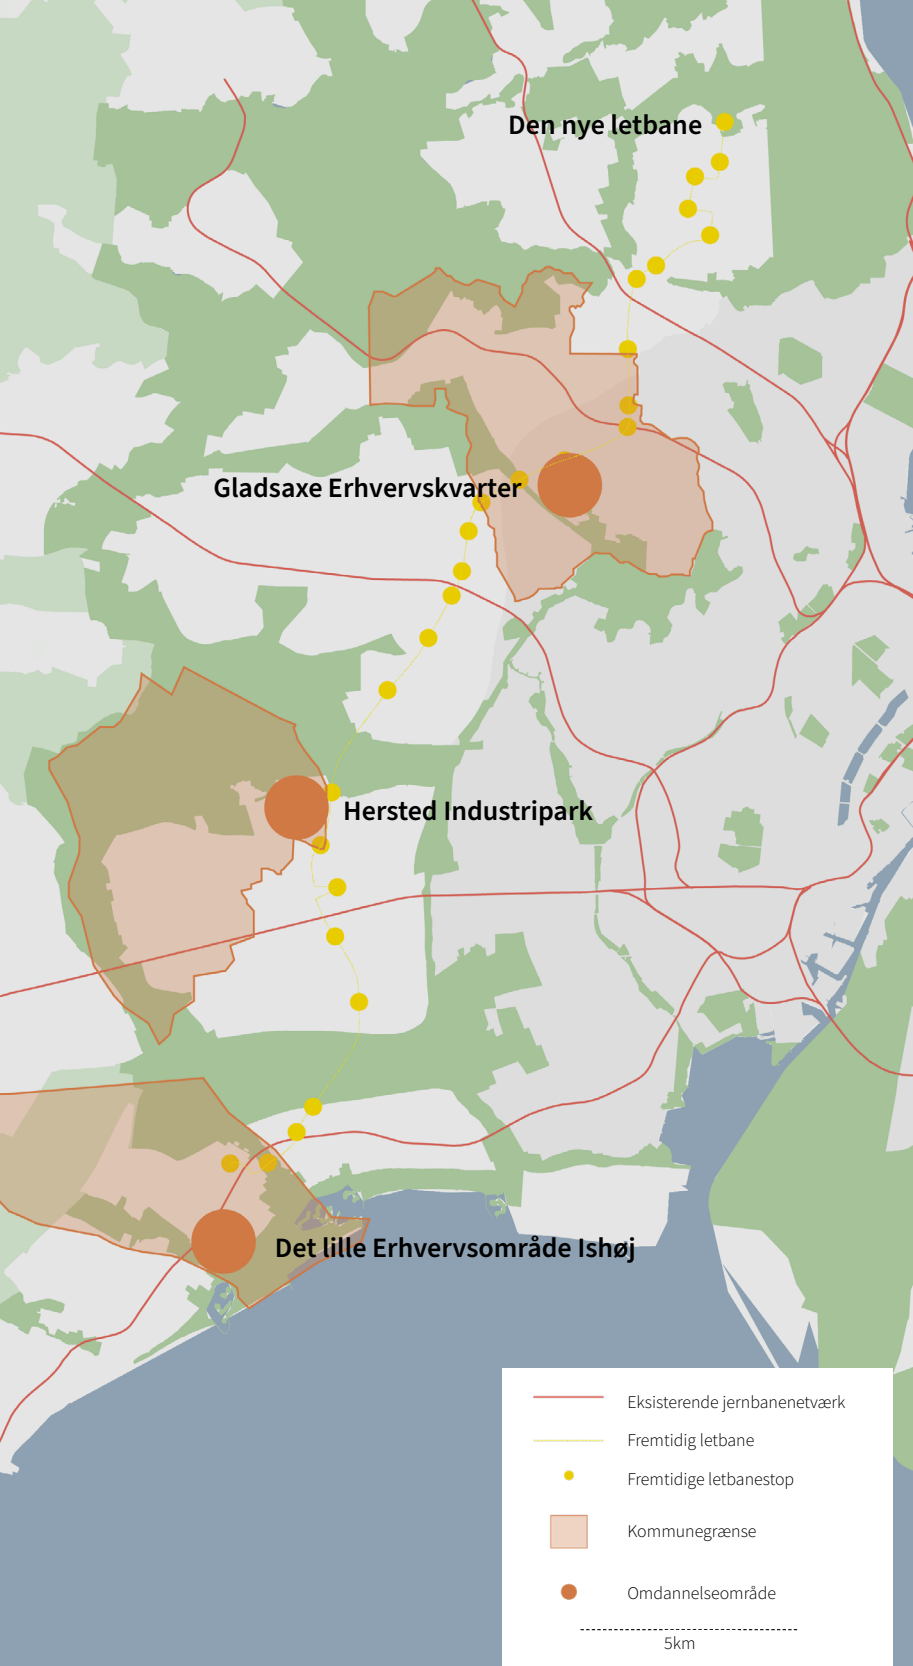 Den nye letbane
Gladsaxe Erhvervskvarter
Hersted Industripark
Det lille Erhvervsområde Ishøj
Eksisterende jernbanenetværk
Fremtidig letbane
Fremtidige letbanestop
Kommunegrænse
Omdannelseområde
5km